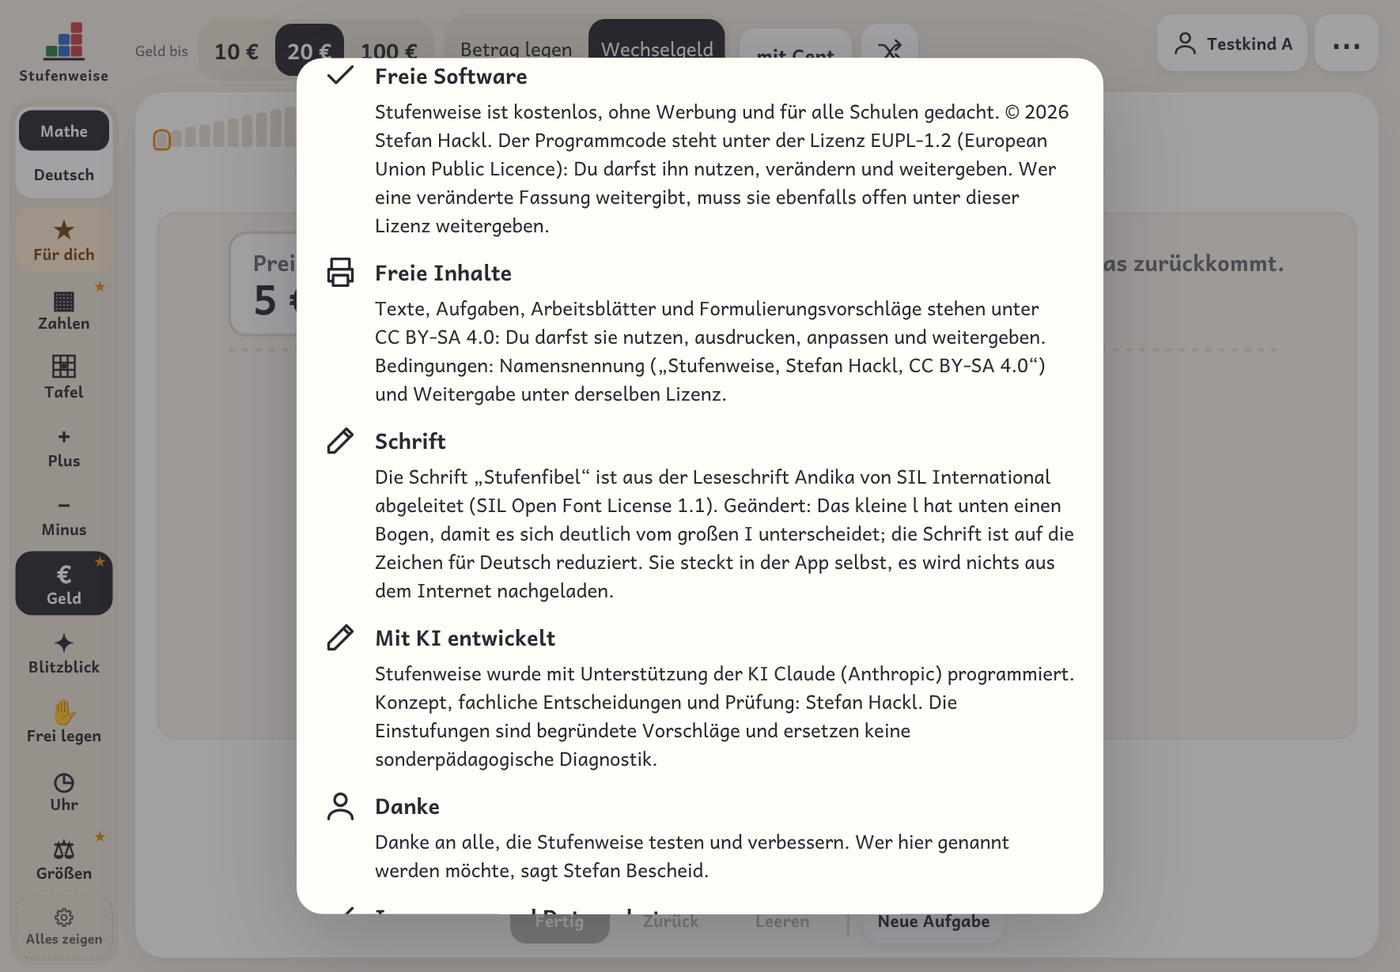 Stufenweise
Geld bis
10 €
20 €
100 €
Betrag legen
Wechselgeld
mit Cent
Testkind A
...
Mathe
Deutsch
Für dich
Zahlen
Tafel
Plus
Minus
€
Geld
Blitzblick
Frei legen
Uhr
Größen
Alles zeigen
5
as zurückkommt.
Freie Software
Stufenweise ist kostenlos, ohne Werbung und für alle Schulen gedacht. © 2026
Stefan Hackl. Der Programmcode steht unter der Lizenz EUPL-1.2 (European
Union Public Licence): Du darfst ihn nutzen, verändern und weitergeben. Wer
eine veränderte Fassung weitergibt, muss sie ebenfalls offen unter dieser
Lizenz weitergeben.
Freie Inhalte
Texte, Aufgaben, Arbeitsblätter und Formulierungsvorschläge stehen unter
CC BY-SA 4.0: Du darfst sie nutzen, ausdrucken, anpassen und weitergeben.
Bedingungen: Namensnennung („Stufenweise, Stefan Hackl, CC BY-SA 4.0“)
und Weitergabe unter derselben Lizenz.
Schrift
Die Schrift „Stufenfibel“ ist aus der Leseschrift Andika von SIL International
abgeleitet (SIL Open Font License 1.1). Geändert: Das kleine l hat unten einen
Bogen, damit es sich deutlich vom großen I unterscheidet; die Schrift ist auf die
Zeichen für Deutsch reduziert. Sie steckt in der App selbst, es wird nichts aus
dem Internet nachgeladen.
Mit KI entwickelt
Stufenweise wurde mit Unterstützung der KI Claude (Anthropic) programmiert.
Konzept, fachliche Entscheidungen und Prüfung: Stefan Hackl. Die
Einstufungen sind begründete Vorschläge und ersetzen keine
sonderpädagogische Diagnostik.
Danke
Danke an alle, die Stufenweise testen und verbessern. Wer hier genannt
werden möchte, sagt Stefan Bescheid.
Fertig
Zurück
Leeren
Neue Aufgabe